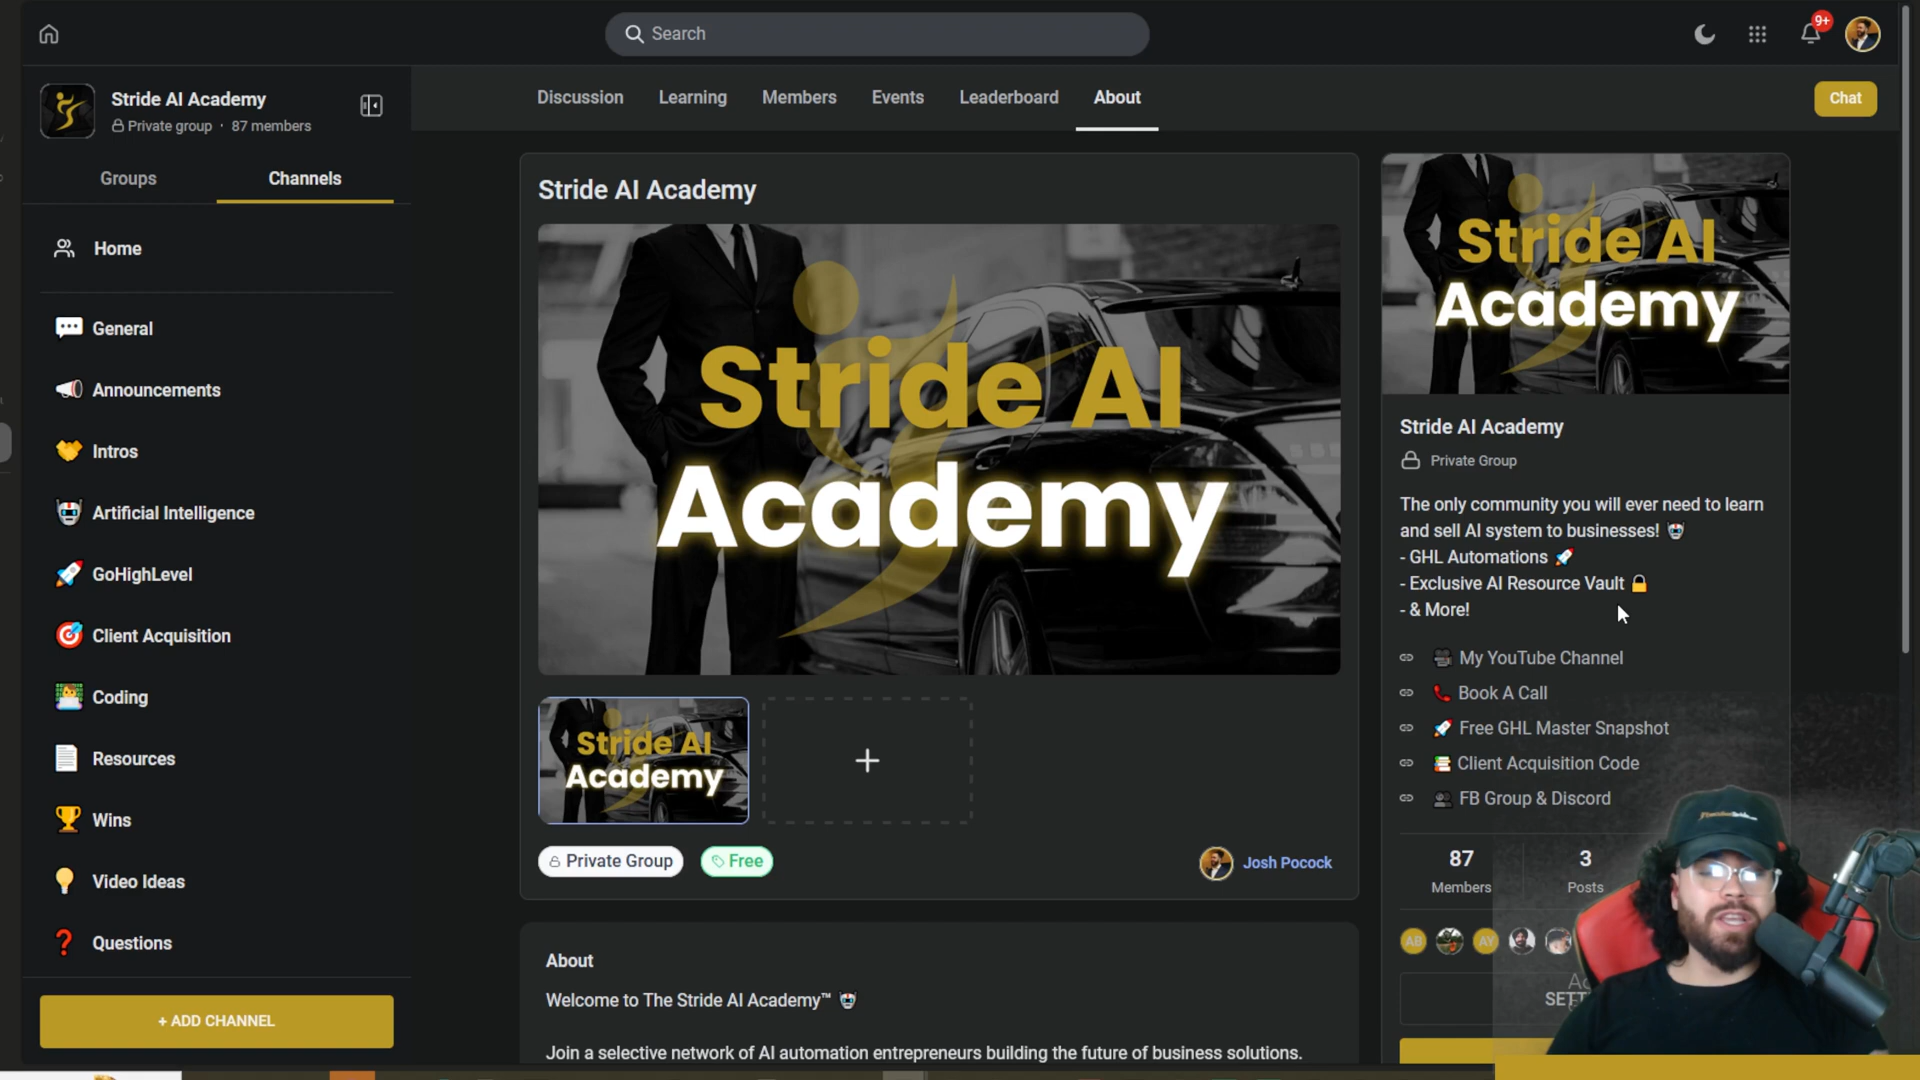 Search
9+
Stride AI Academy
Private group · 87 members
Groups
Channels
Home
General
Announcements
Intros
Artificial Intelligence
GoHighLevel
Client Acquisition
Coding
Resources
Wins
Video Ideas
Questions
+ ADD CHANNEL
Discussion
Learning
Members
Events
Leaderboard
About
Chat
Stride AI Academy
Stride AI
Academy
Stride AI
Academy
Private Group
Free
Josh Pocock
About
Welcome to The Stride AI Academy™
Join a selective network of AI automation entrepreneurs building the future of business solutions.
Stride AI
Academy
Stride AI Academy
Private Group
The only community you will ever need to learn
and sell AI system to businesses!
- GHL Automations
- Exclusive AI Resource Vault
- & More!
My YouTube Channel
Book A Call
Free GHL Master Snapshot
Client Acquisition Code
FB Group & Discord
87
Members
3
Posts
AB
AY